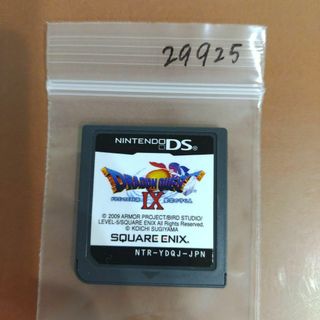 29925
NINTENDO DS
DRAGON QUEST
IX
© 2009 ARMOR PROJECT/BIRD STUDIO/
LEVEL-5/SQUARE ENIX All Rights Reserved.
© KOICHI SUGIYAMA
SQUARE ENIX.
NTR-YDQJ-JPN